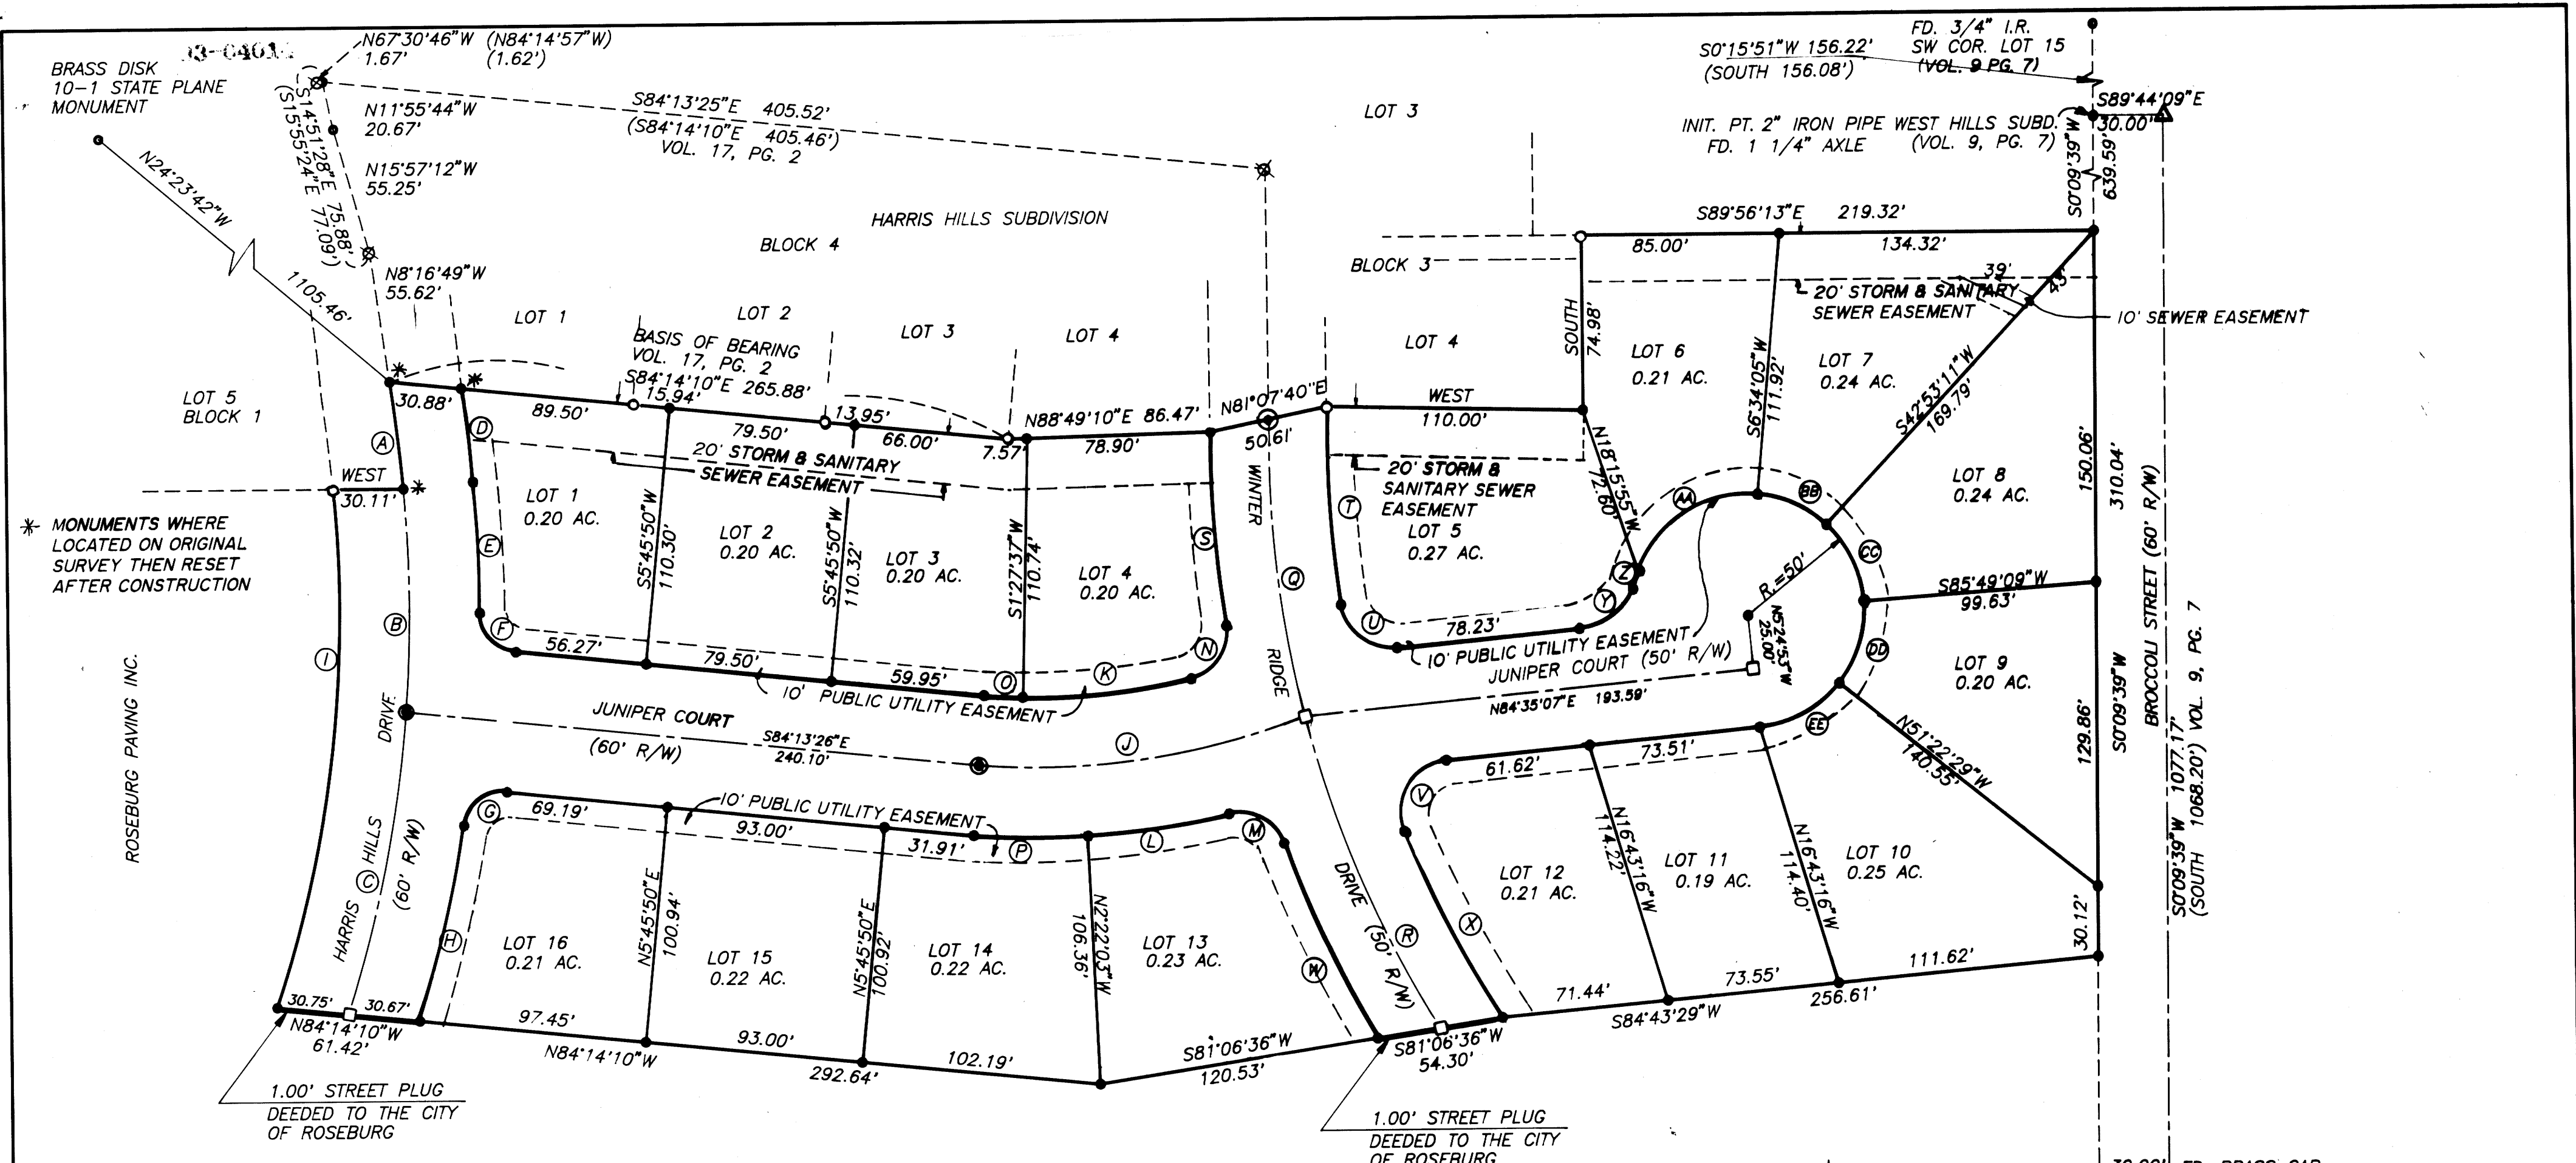 N67°30'46"W (N84°14'57"W)
1.67' (1.62')
BRASS DISK
10-1 STATE PLANE
MONUMENT
N11°55'44"W
20.67'
N15°57'12"W
55.25'
(S14°51'28"E 75.88')
(S15°55'24"E 77.09')
N24°23'42"W
1105.46'
S84°13'25"E 405.52'
(S84°14'10"E 405.46')
VOL. 17, PG. 2
LOT 3
S0°15'51"W 156.22'
(SOUTH 156.08')
FD. 3/4" I.R.
SW COR. LOT 15
(VOL. 9 PG. 7)
S89°44'09"E
30.00'
INIT. PT. 2" IRON PIPE WEST HILLS SUBD.
FD. 1 1/4" AXLE (VOL. 9, PG. 7)
S0°09'39"W
639.59'
HARRIS HILLS SUBDIVISION
BLOCK 4
BLOCK 3
S89°56'13"E 219.32'
85.00'
134.32'
39'
45'
20' STORM & SANITARY
SEWER EASEMENT
10' SEWER EASEMENT
N8°16'49"W
55.62'
LOT 1
LOT 2
LOT 3
LOT 4
LOT 4
BASIS OF BEARING
VOL. 17, PG. 2
S84°14'10"E 265.88'
LOT 5
BLOCK 1
30.88'
89.50'
15.94'
79.50'
13.95'
66.00'
7.57'
N88°49'10"E 86.47'
78.90'
N81°07'40"E
50.61'
WEST
110.00'
SOUTH
74.98'
LOT 6
0.21 AC.
S6°34'05"W
111.92'
LOT 7
0.24 AC.
S42°53'11"W
169.79'
LOT 8
0.24 AC.
150.06'
310.04'
BROCCOLI STREET (60' R/W)
A
D
WEST
30.11'
* MONUMENTS WHERE
LOCATED ON ORIGINAL
SURVEY THEN RESET
AFTER CONSTRUCTION
20' STORM & SANITARY
SEWER EASEMENT
LOT 1
0.20 AC.
E
S5°45'50"W
110.30'
LOT 2
0.20 AC.
S5°45'50"W
110.32'
LOT 3
0.20 AC.
S1°27'37"W
110.74'
LOT 4
0.20 AC.
S
WINTER
Q
RIDGE
T
20' STORM &
SANITARY SEWER
EASEMENT
LOT 5
0.27 AC.
N18°15'55"W
72.60'
Z
Y
AA
BB
CC
R.=50'
S85°49'09"W
99.63'
DD
LOT 9
0.20 AC.
N5°24'53"W
25.00'
B
F
I
56.27'
79.50'
59.95'
O
K
N
U
78.23'
10' PUBLIC UTILITY EASEMENT
JUNIPER COURT (50' R/W)
N84°35'07"E 193.59'
10' PUBLIC UTILITY EASEMENT
JUNIPER COURT
(60' R/W)
S84°13'26"E
240.10'
J
EE
N51°22'29"W
140.55'
129.86'
S0°09'39"W
S0°09'39"W 1077.17'
(SOUTH 1068.20') VOL. 9, PG. 7
ROSEBURG PAVING INC.
HARRIS HILLS DRIVE
(60' R/W)
C
G
H
69.19'
10' PUBLIC UTILITY EASEMENT
93.00'
31.91'
P
L
M
V
61.62'
73.51'
N16°43'16"W
114.22'
N16°43'16"W
114.40'
LOT 12
0.21 AC.
LOT 11
0.19 AC.
LOT 10
0.25 AC.
X
DRIVE (50' R/W)
R
W
LOT 16
0.21 AC.
N5°45'50"E
100.94'
LOT 15
0.22 AC.
N5°45'50"E
100.92'
LOT 14
0.22 AC.
N2°22'03"W
106.36'
LOT 13
0.23 AC.
30.12'
111.62'
73.55'
256.61'
71.44'
S84°43'29"W
30.75'
30.67'
N84°14'10"W
61.42'
97.45'
N84°14'10"W
93.00'
292.64'
102.19'
S81°06'36"W
120.53'
S81°06'36"W
54.30'
1.00' STREET PLUG
DEEDED TO THE CITY
OF ROSEBURG
1.00' STREET PLUG
DEEDED TO THE CITY
OF ROSEBURG